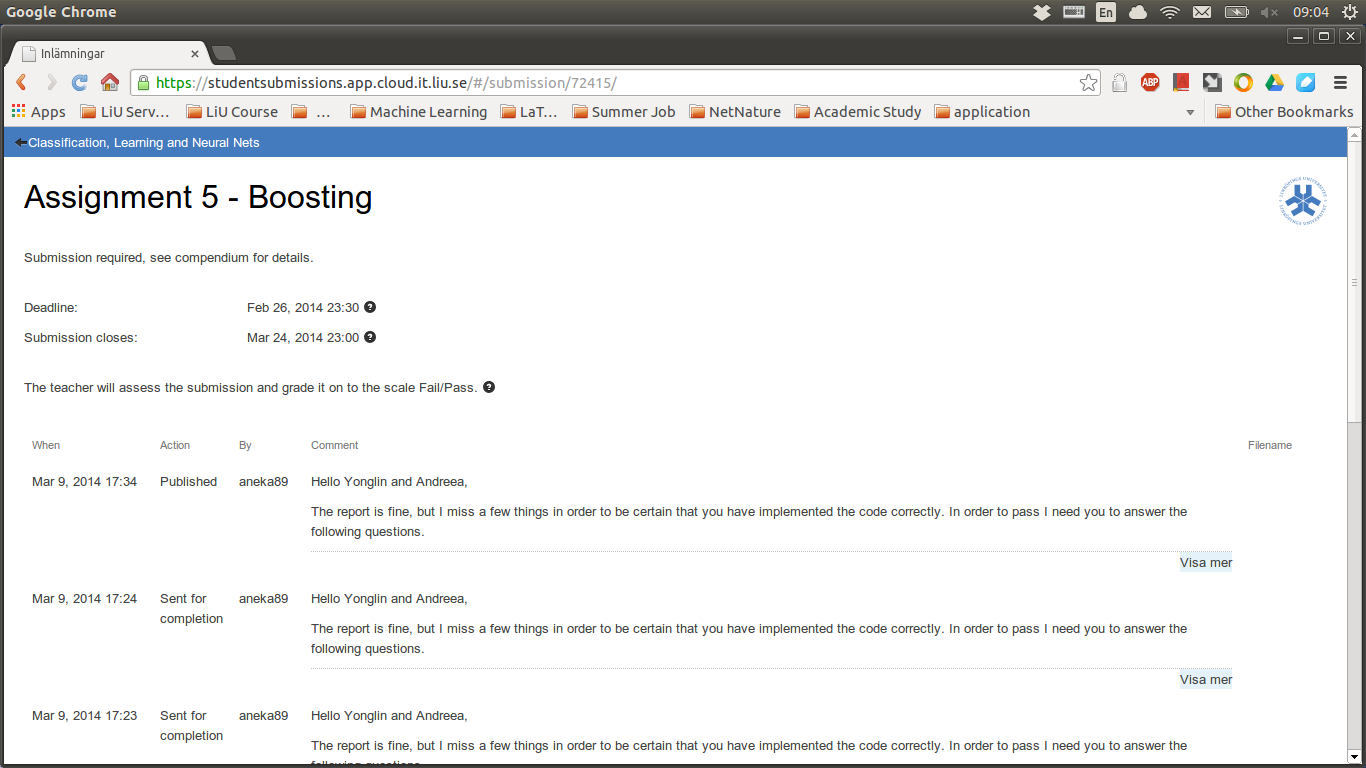 Google Chrome
En
09:04
Inlämningar
https://studentsubmissions.app.cloud.it.liu.se/#/submission/72415/
ABP
Apps
LiU Serv...
LiU Course
...
Machine Learning
LaT...
Summer Job
NetNature
Academic Study
application
Other Bookmarks
Classification, Learning and Neural Nets
Assignment 5 - Boosting
Submission required, see compendium for details.
Deadline: Feb 26, 2014 23:30 ?
Submission closes: Mar 24, 2014 23:00 ?
The teacher will assess the submission and grade it on to the scale Fail/Pass. ?
When Action By Comment Filename
Mar 9, 2014 17:34 Published aneka89 Hello Yonglin and Andreea,
The report is fine, but I miss a few things in order to be certain that you have implemented the code correctly. In order to pass I need you to answer the
following questions.
Visa mer
Mar 9, 2014 17:24 Sent for aneka89 Hello Yonglin and Andreea,
completion
The report is fine, but I miss a few things in order to be certain that you have implemented the code correctly. In order to pass I need you to answer the
following questions.
Visa mer
Mar 9, 2014 17:23 Sent for aneka89 Hello Yonglin and Andreea,
completion
The report is fine, but I miss a few things in order to be certain that you have implemented the code correctly. In order to pass I need you to answer the
following questions.